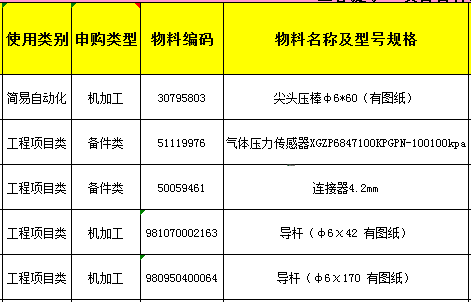 使用类别 申购类型 物料编码 物料名称及型号规格
简易自动化 机加工 30795803 尖头压棒φ6*60（有图纸）
工程项目类 备件类 51119976 气体压力传感器XGZP6847100KPGPN-100100kpa
工程项目类 备件类 50059461 连接器4.2mm
工程项目类 机加工 981070002163 导杆（φ6×42 有图纸）
工程项目类 机加工 980950400064 导杆（φ6×170 有图纸）